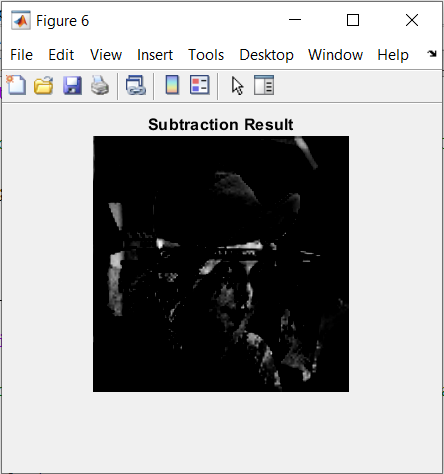 Figure 6
File Edit View Insert Tools Desktop Window Help
Subtraction Result